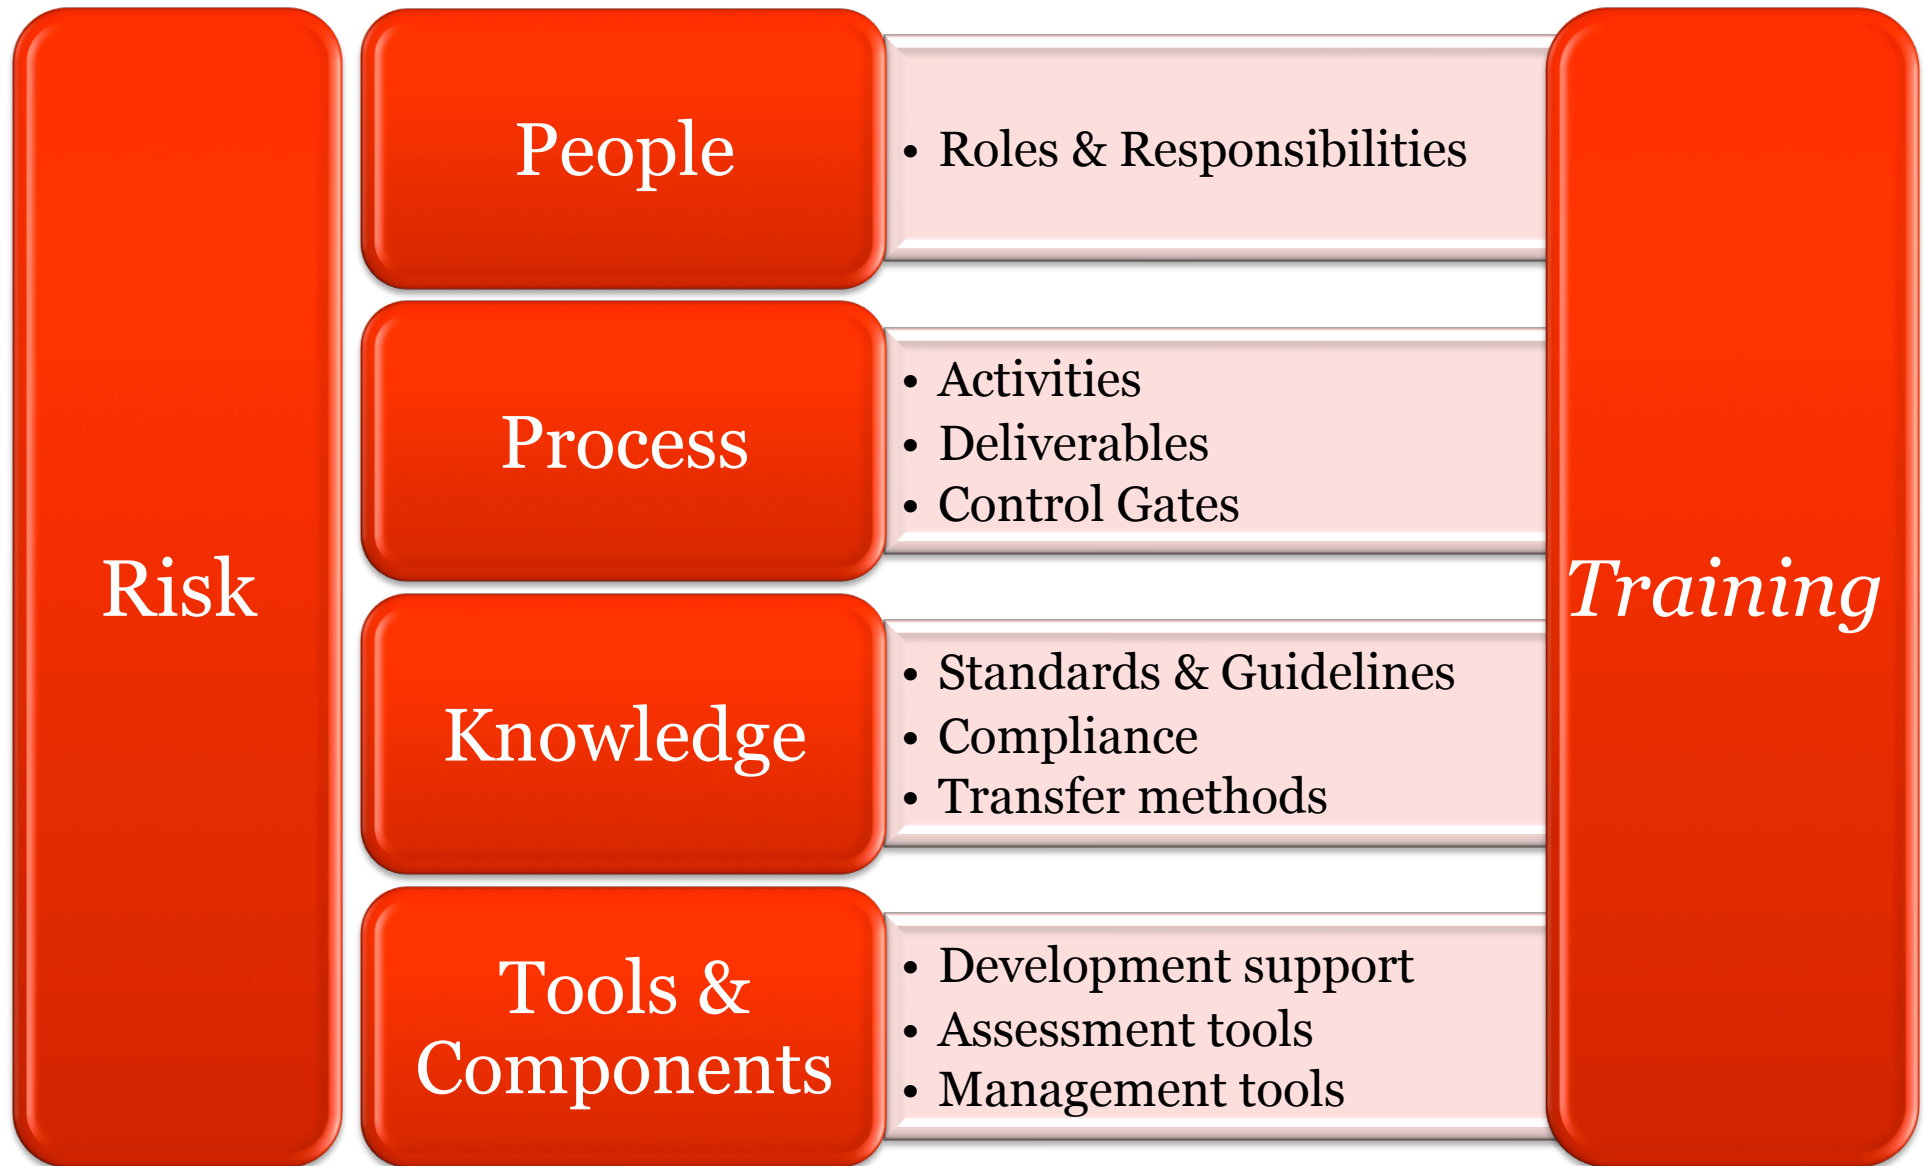 Risk
People
• Roles & Responsibilities
Process
• Activities
• Deliverables
• Control Gates
Knowledge
• Standards & Guidelines
• Compliance
• Transfer methods
Tools &
Components
• Development support
• Assessment tools
• Management tools
Training